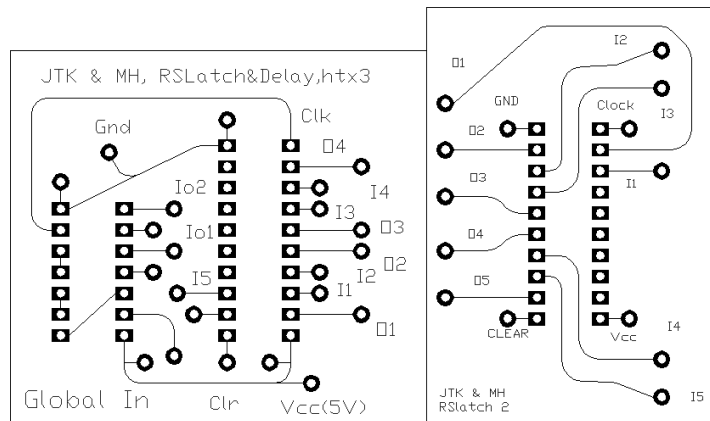 JTK & MH, RSLatch&Delay,htx3
Clk
Gnd
O4
Io2
I4
I3
Io1
O3
O2
I5
I2
I1
O1
Global In
Clr
Vcc(5V)
I2
O1
GND
Clock
I3
O2
I1
O3
O4
O5
CLEAR
Vcc
I4
JTK & MH
RSlatch 2
I5